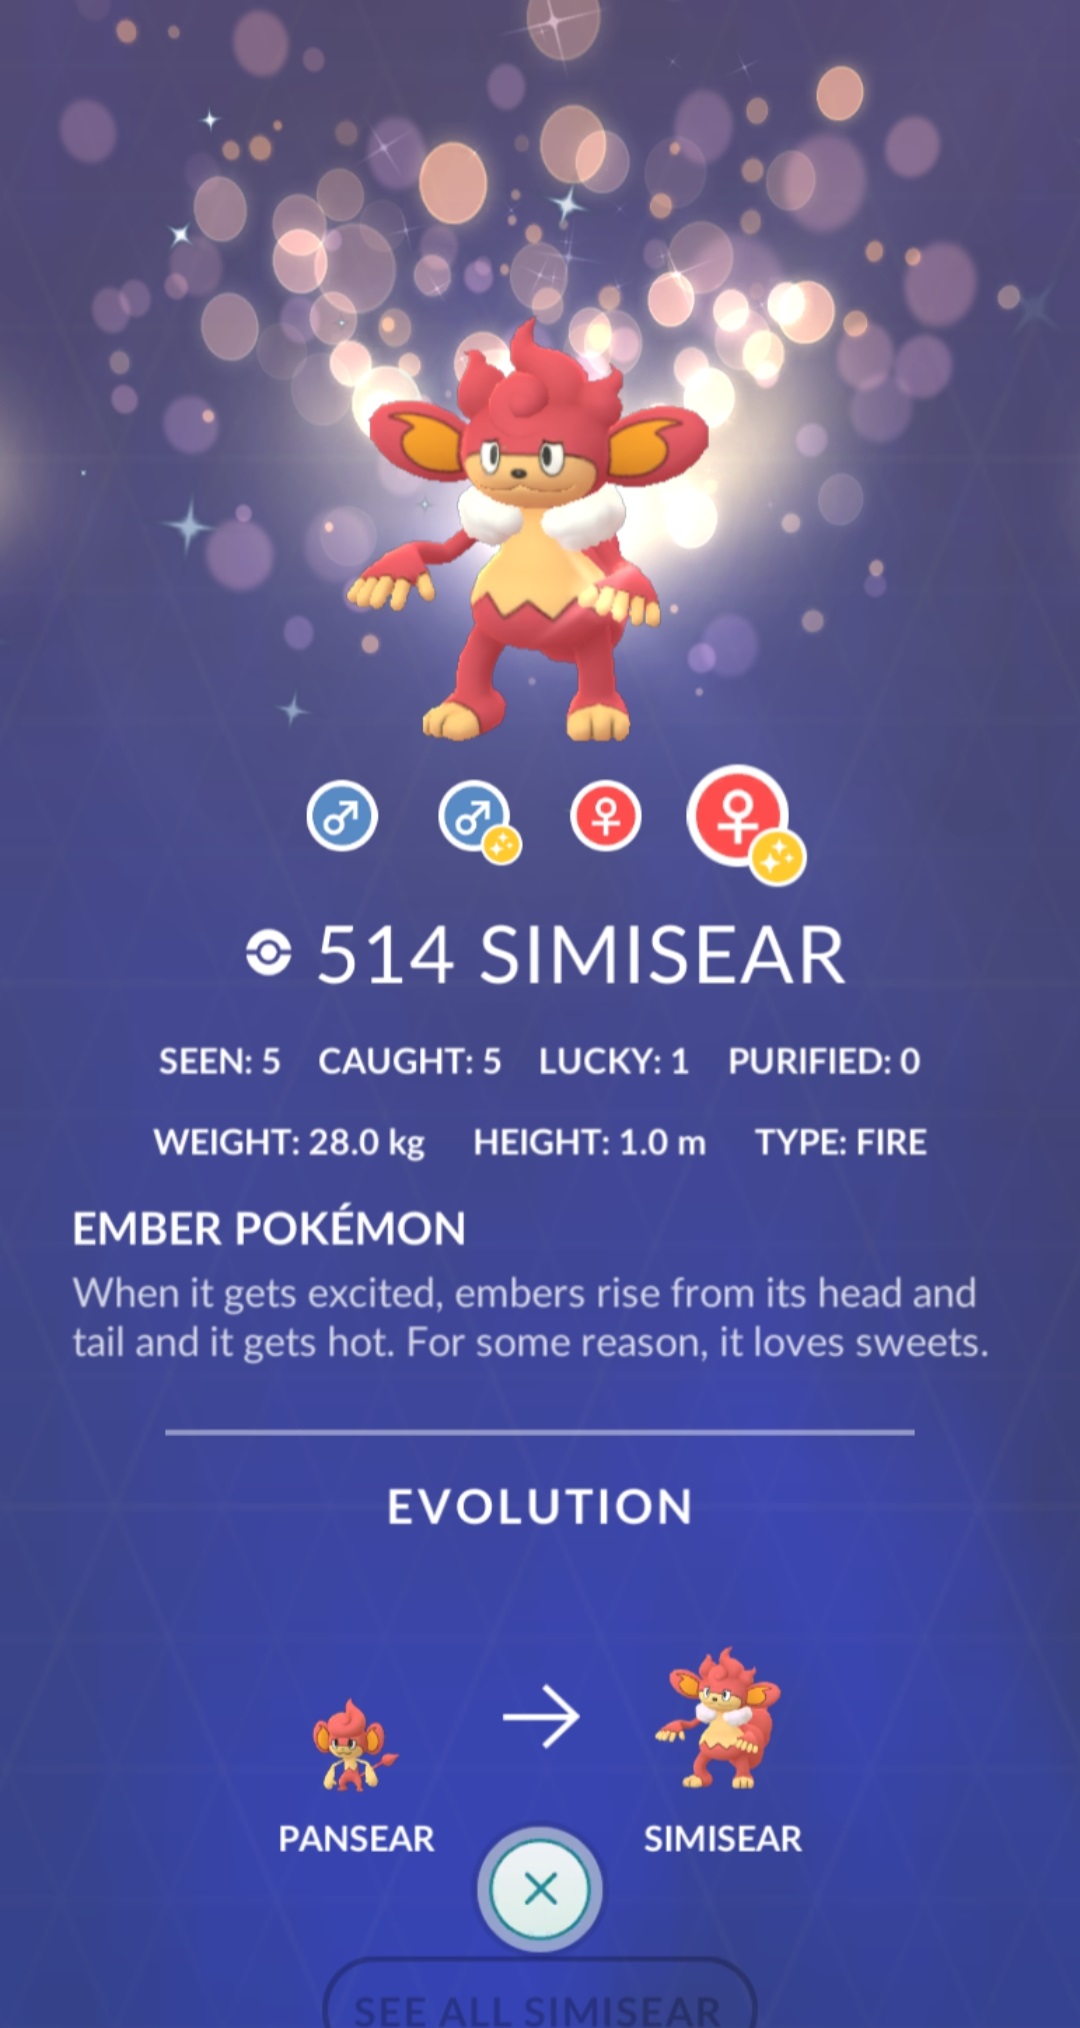 514 SIMISEAR
SEEN: 5 CAUGHT: 5 LUCKY: 1 PURIFIED: 0
WEIGHT: 28.0 kg HEIGHT: 1.0 m TYPE: FIRE
EMBER POKÉMON
When it gets excited, embers rise from its head and
tail and it gets hot. For some reason, it loves sweets.
EVOLUTION
PANSEAR
SIMISEAR
SEE ALL SIMISEAR